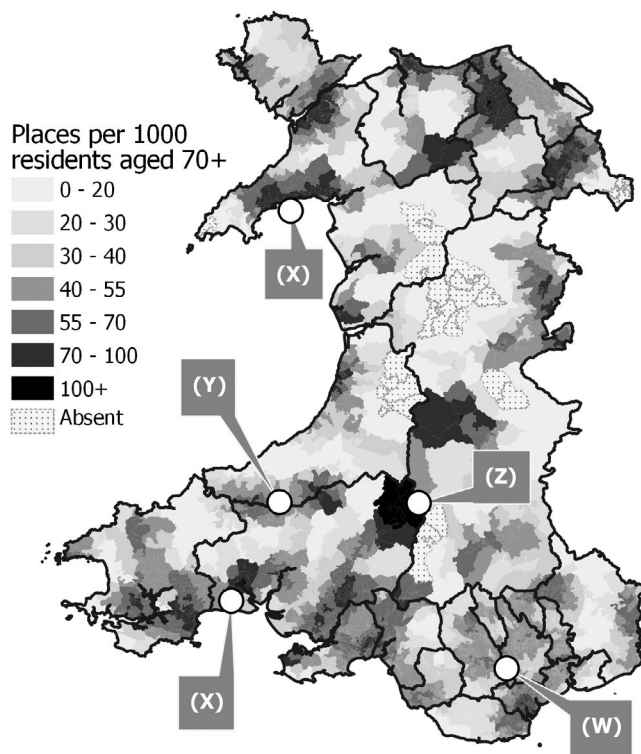 Places per 1000
residents aged 70+
0 - 20
20 - 30
30 - 40
40 - 55
55 - 70
70 - 100
100+
Absent
(X)
(Y)
(Z)
(X)
(W)